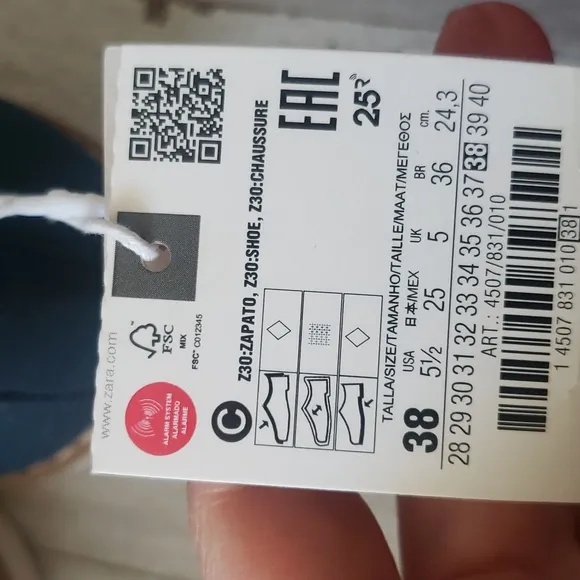 www.zara.com
FSC
MIX
FSC® C012345
ALARM SYSTEM
ALARMADO
ALARME
C
Z30:ZAPATO, Z30:SHOE, Z30:CHAUSSURE
EAC
25
TALLA/SIZE/TAMANHO/TAILLE/MAAT/ΜΕΓΕΘΟΣ
USA 日本/MEX UK BR cm.
38 5½ 25 5 36 24,3
28 29 30 31 32 33 34 35 36 37 38 39 40
ART.: 4507/831/010
1 4507 831 010 38 1